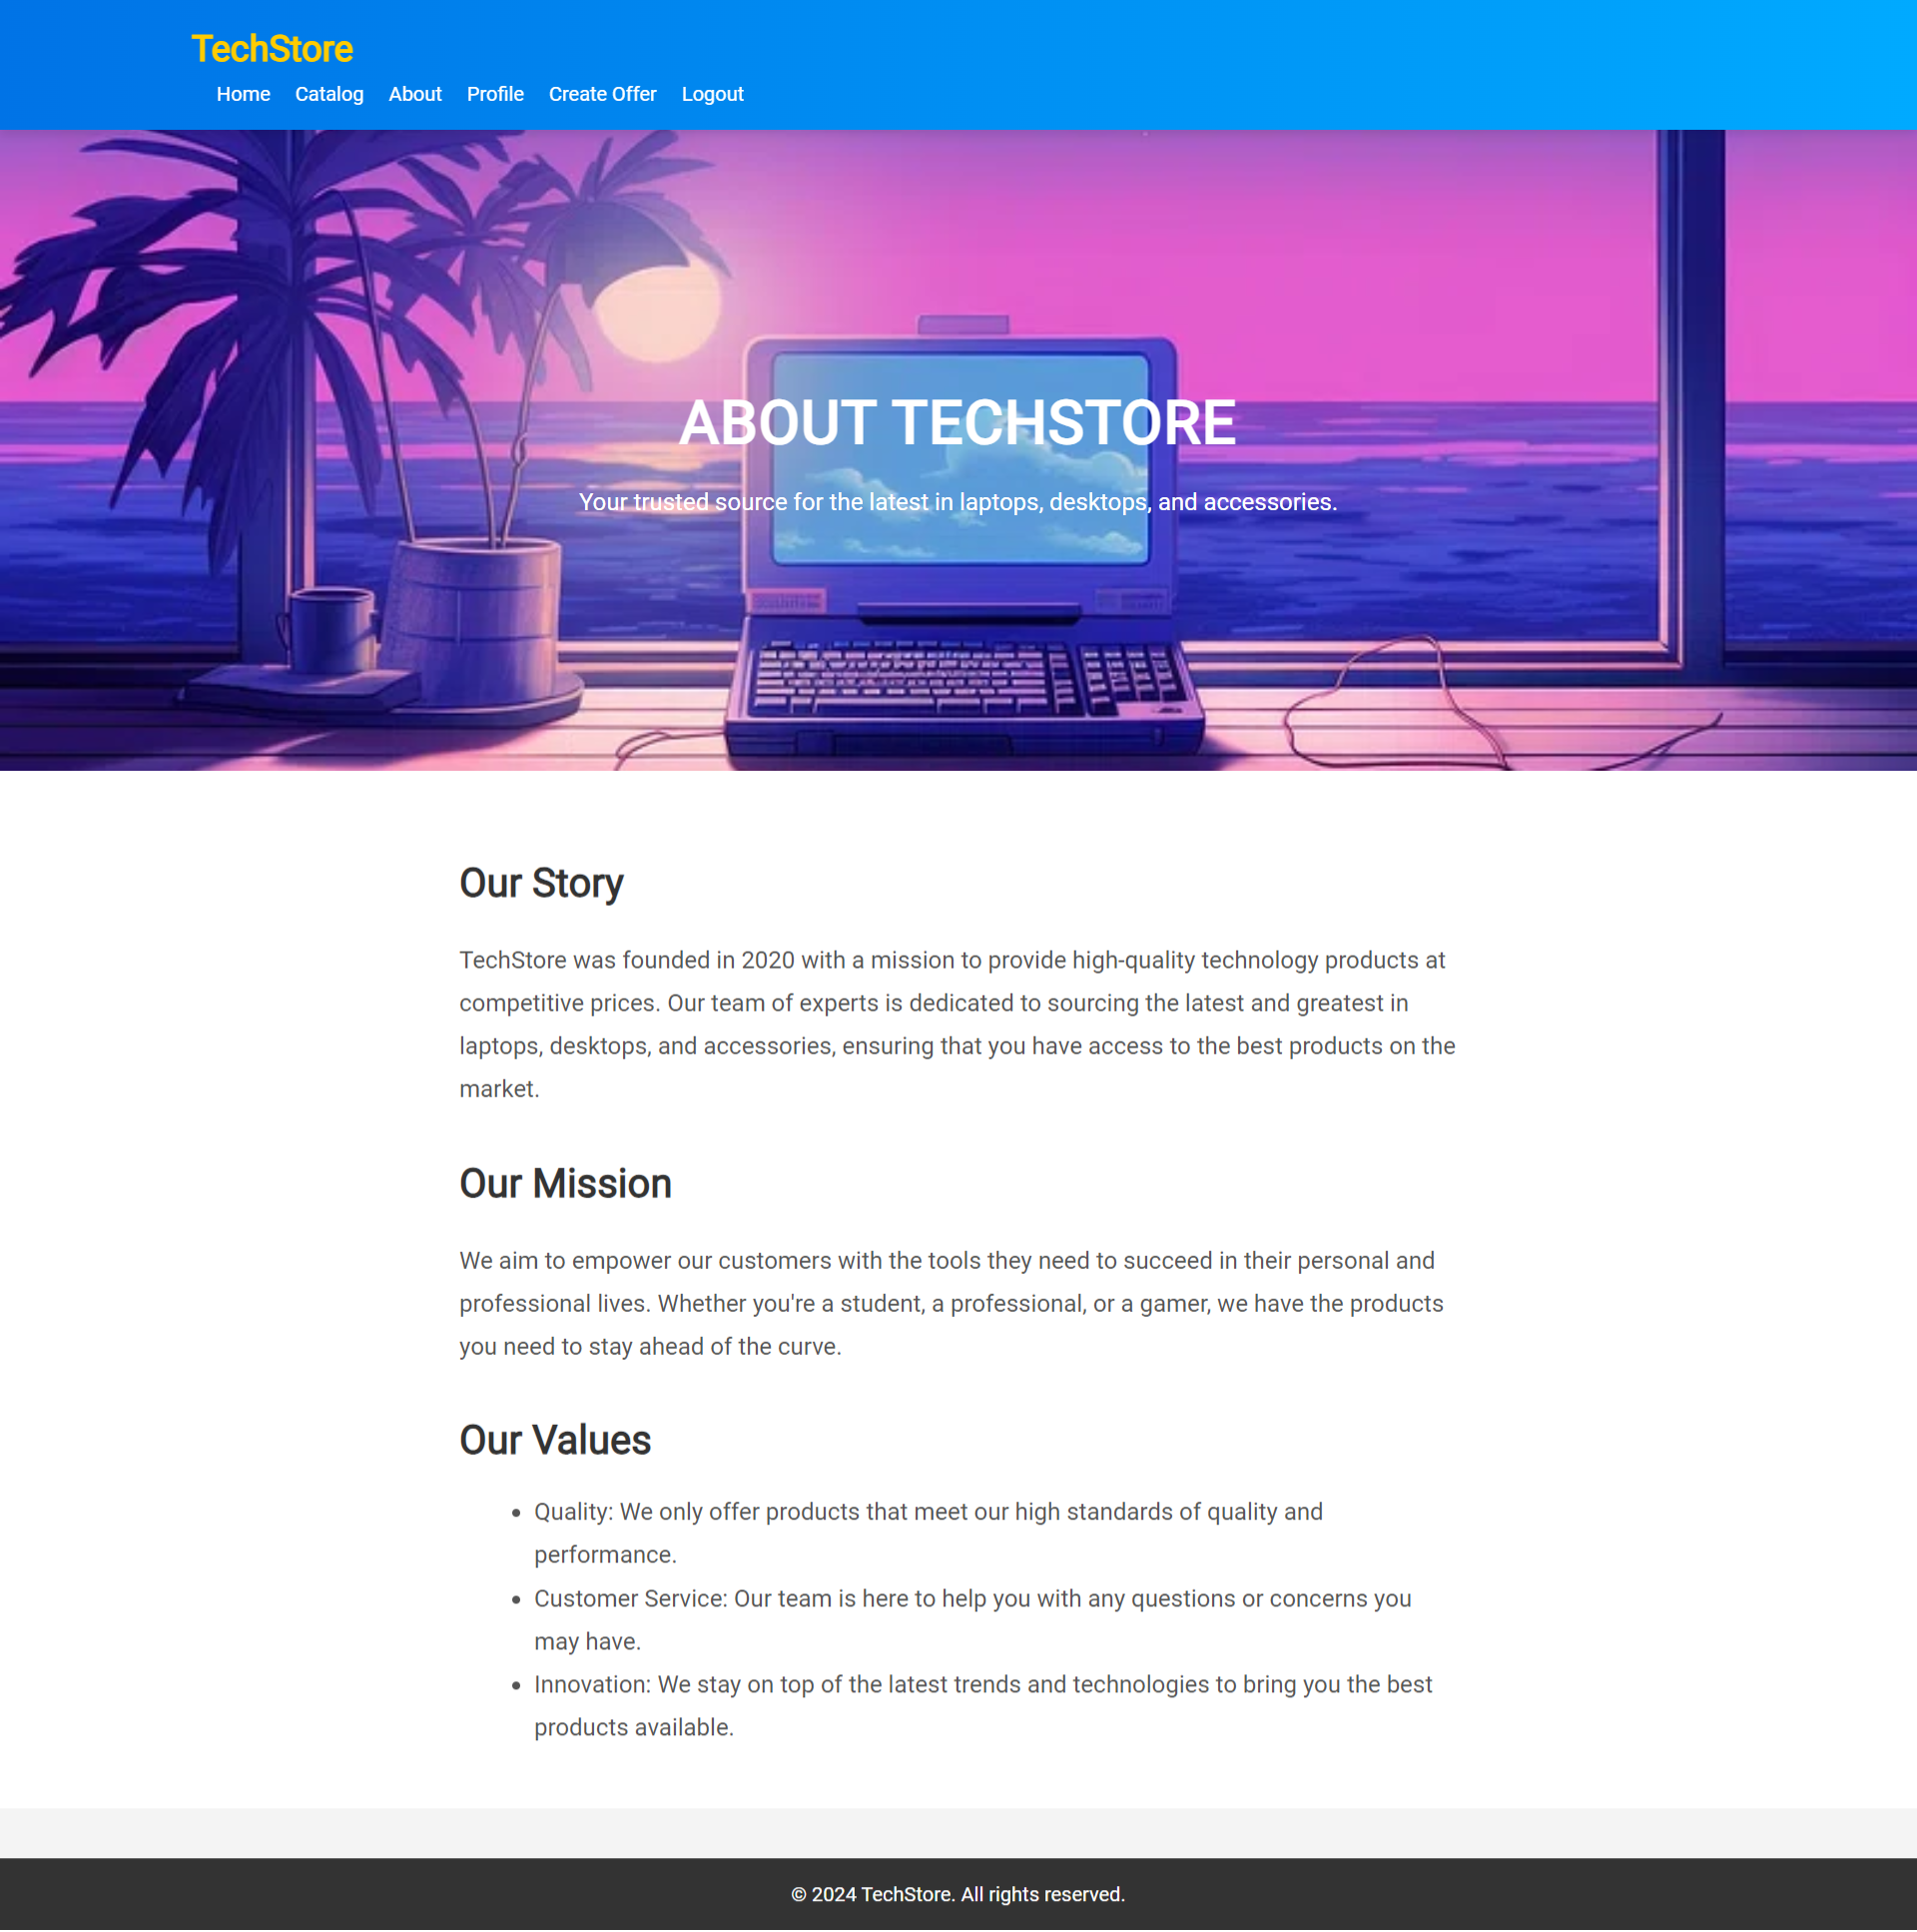 TechStore
Home Catalog About Profile Create Offer Logout
ABOUT TECHSTORE
Your trusted source for the latest in laptops, desktops, and accessories.
Our Story
TechStore was founded in 2020 with a mission to provide high-quality technology products at
competitive prices. Our team of experts is dedicated to sourcing the latest and greatest in
laptops, desktops, and accessories, ensuring that you have access to the best products on the
market.
Our Mission
We aim to empower our customers with the tools they need to succeed in their personal and
professional lives. Whether you're a student, a professional, or a gamer, we have the products
you need to stay ahead of the curve.
Our Values
• Quality: We only offer products that meet our high standards of quality and
performance.
• Customer Service: Our team is here to help you with any questions or concerns you
may have.
• Innovation: We stay on top of the latest trends and technologies to bring you the best
products available.
© 2024 TechStore. All rights reserved.